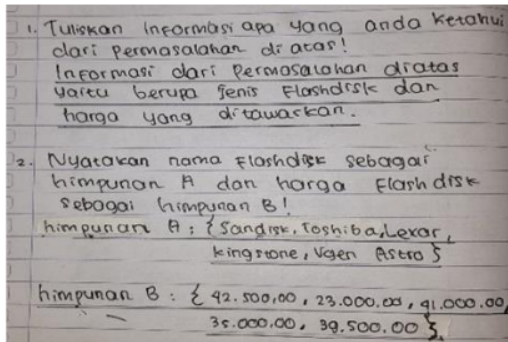 1. Tuliskan informasi apa yang anda ketahui
dari permasalahan di atas!
Informasi dari permasalahan diatas
yaitu berupa jenis Flashdisk dan
harga yang ditawarkan.
2. Nyatakan nama Flashdisk sebagai
himpunan A dan harga Flash disk
sebagai himpunan B!
himpunan A : {Sandisk, Toshiba, Lexar,
kingstone, Vgen Astro}
himpunan B : { 42.500,00, 23.000.00, 41.000.00,
35.000.00, 39.500.00 }.